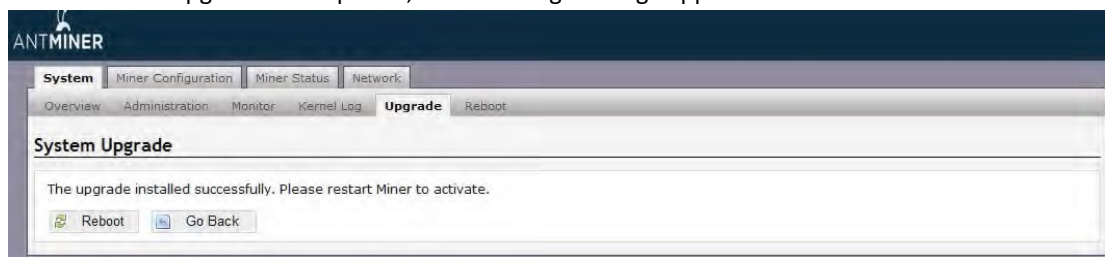 ANTMINER
System Miner Configuration Miner Status Network
Overview Administration Monitor Kernel Log Upgrade Reboot
System Upgrade
The upgrade installed successfully. Please restart Miner to activate.
Reboot Go Back